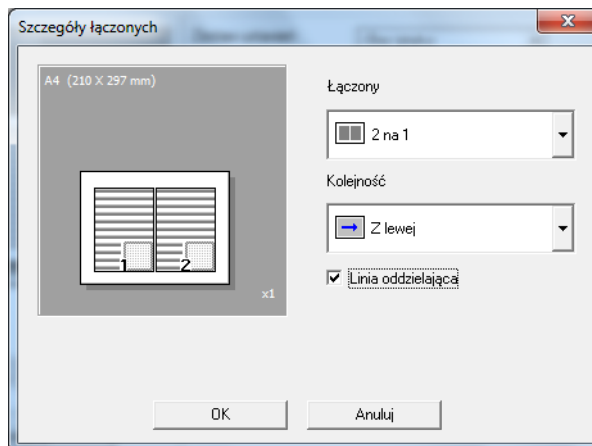 Szczegóły łączonych
A4 (210 X 297 mm)
1 2
x1
Łączony
2 na 1
Kolejność
Z lewej
Linia oddzielająca
OK Anuluj